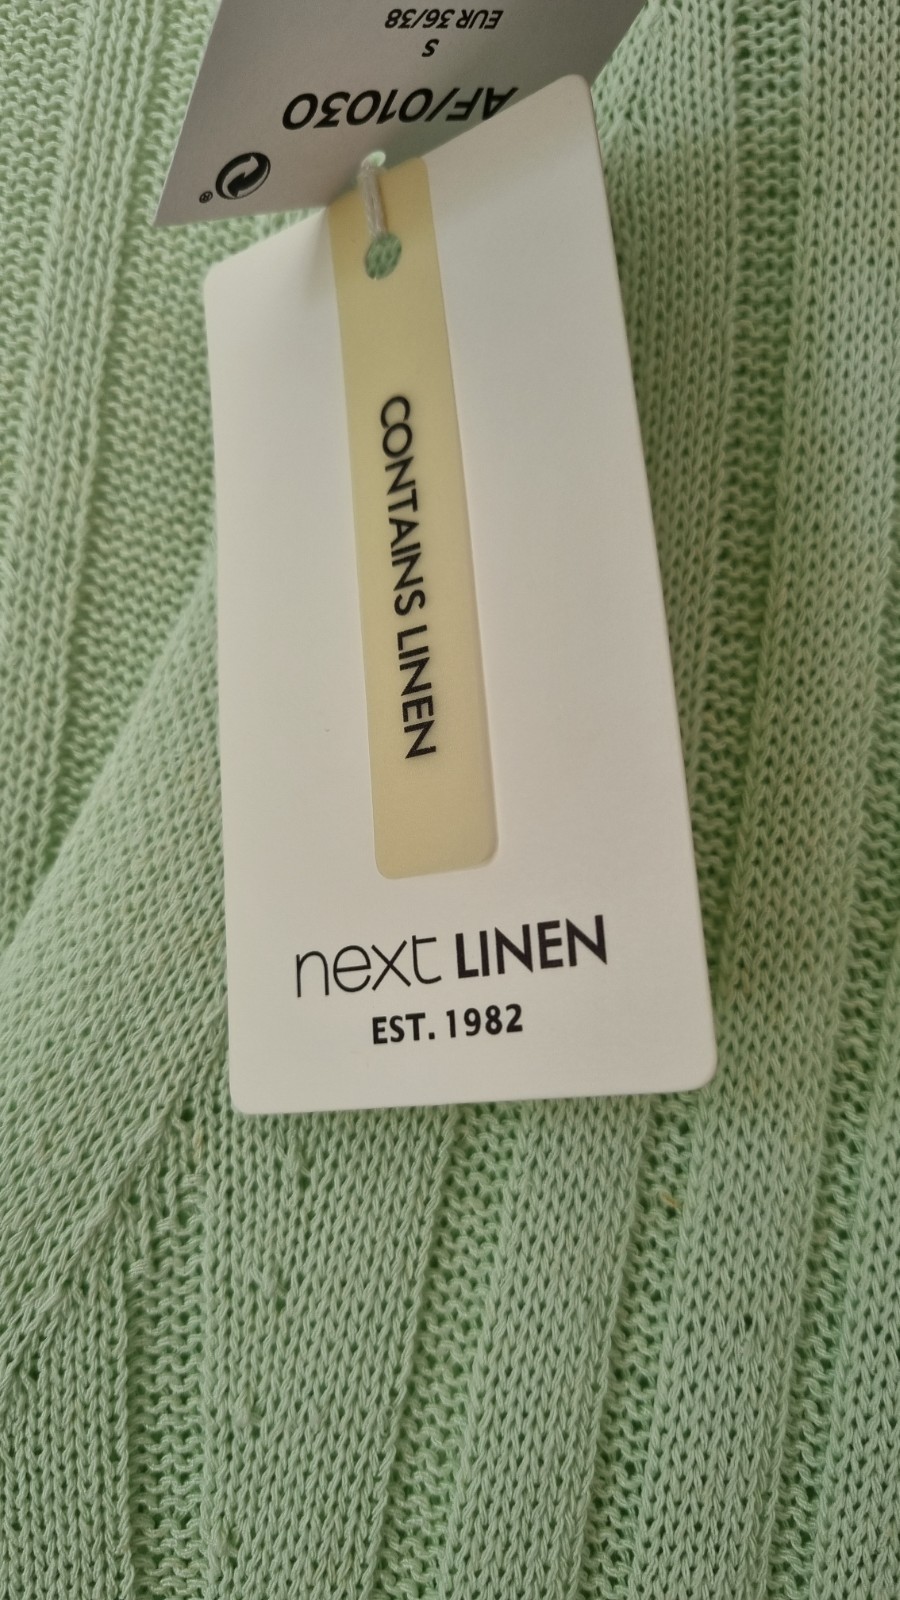 EUR 36/38
S
AF/01030
®
CONTAINS LINEN
next LINEN
EST. 1982